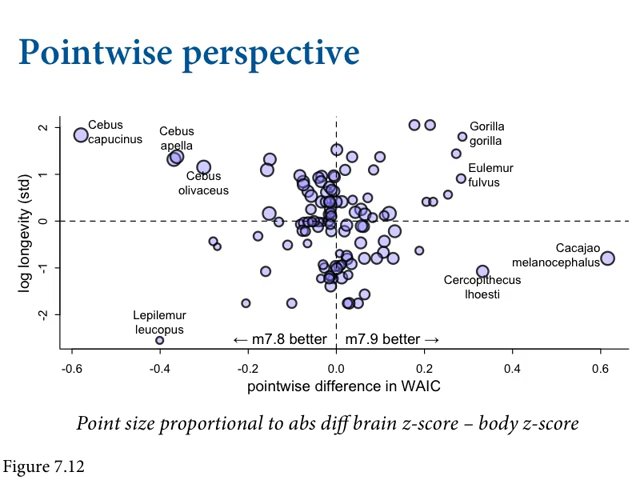 Pointwise perspective
Cebus
capucinus
Cebus
apella
Cebus
olivaceus
Gorilla
gorilla
Eulemur
fulvus
Cacajao
melanocephalus
Cercopithecus
lhoesti
Lepilemur
leucopus
← m7.8 better
m7.9 better →
log longevity (std)
2
1
0
-1
-2
-0.6
-0.4
-0.2
0.0
0.2
0.4
0.6
pointwise difference in WAIC
Point size proportional to abs diff brain z-score – body z-score
Figure 7.12